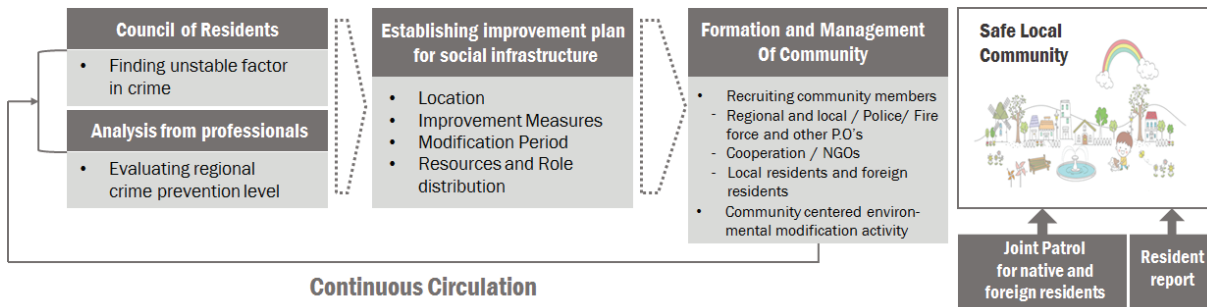 Council of Residents
• Finding unstable factor
in crime
Analysis from professionals
• Evaluating regional
crime prevention level
Establishing improvement plan
for social infrastructure
• Location
• Improvement Measures
• Modification Period
• Resources and Role
distribution
Formation and Management
Of Community
• Recruiting community members
- Regional and local / Police/ Fire
force and other P.O's
- Cooperation / NGOs
- Local residents and foreign
residents
• Community centered environ-
mental modification activity
Safe Local
Community
Joint Patrol
for native and
foreign residents
Resident
report
Continuous Circulation